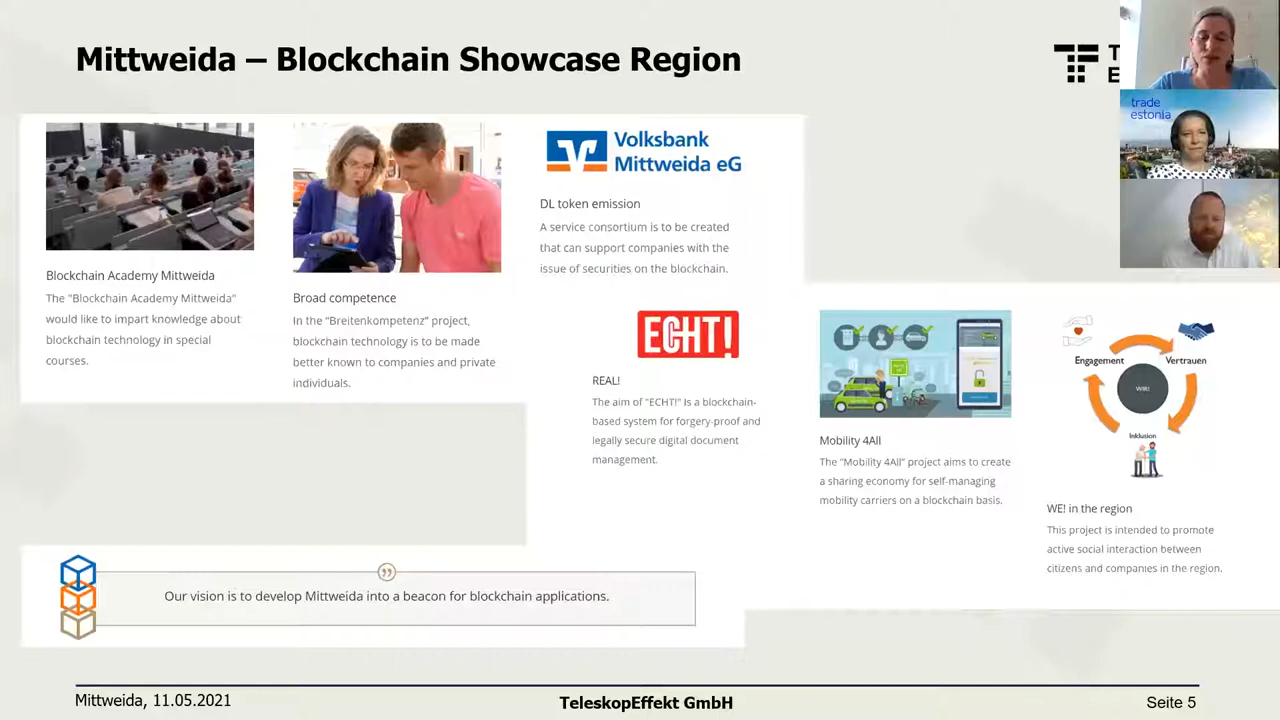 Mittweida – Blockchain Showcase Region
trade
estonia
Blockchain Academy Mittweida
The "Blockchain Academy Mittweida"
would like to impart knowledge about
blockchain technology in special
courses.
Broad competence
In the "Breitenkompetenz" project,
blockchain technology is to be made
better known to companies and private
individuals.
Volksbank
Mittweida eG
DL token emission
A service consortium is to be created
that can support companies with the
issue of securities on the blockchain.
ECHT!
REAL!
The aim of "ECHT!" Is a blockchain-
based system for forgery-proof and
legally secure digital document
management.
Mobility 4All
The "Mobility 4All" project aims to create
a sharing economy for self-managing
mobility carriers on a blockchain basis.
Engagement
Vertrauen
WIR!
Inklusion
WE! in the region
This project is intended to promote
active social interaction between
citizens and companies in the region.
Our vision is to develop Mittweida into a beacon for blockchain applications.
Mittweida, 11.05.2021
TeleskopEffekt GmbH
Seite 5